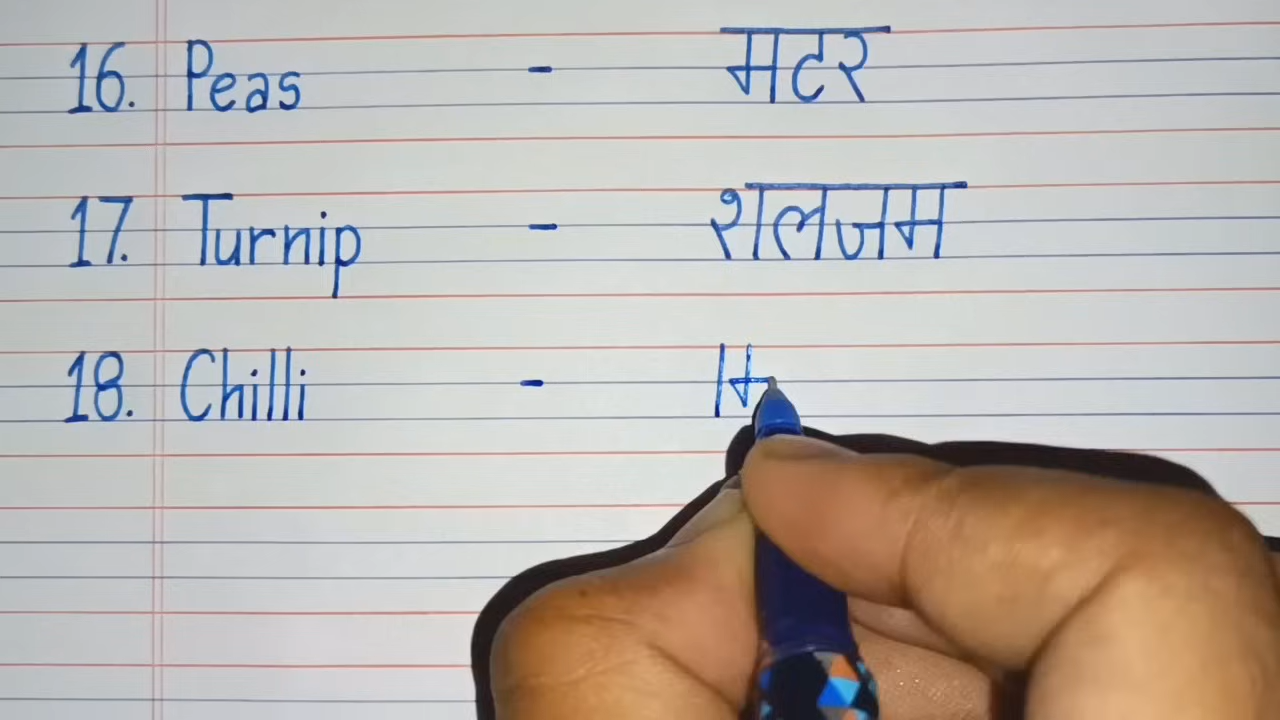 16. Peas - मटर
17. Turnip - शलजम
18. Chilli -